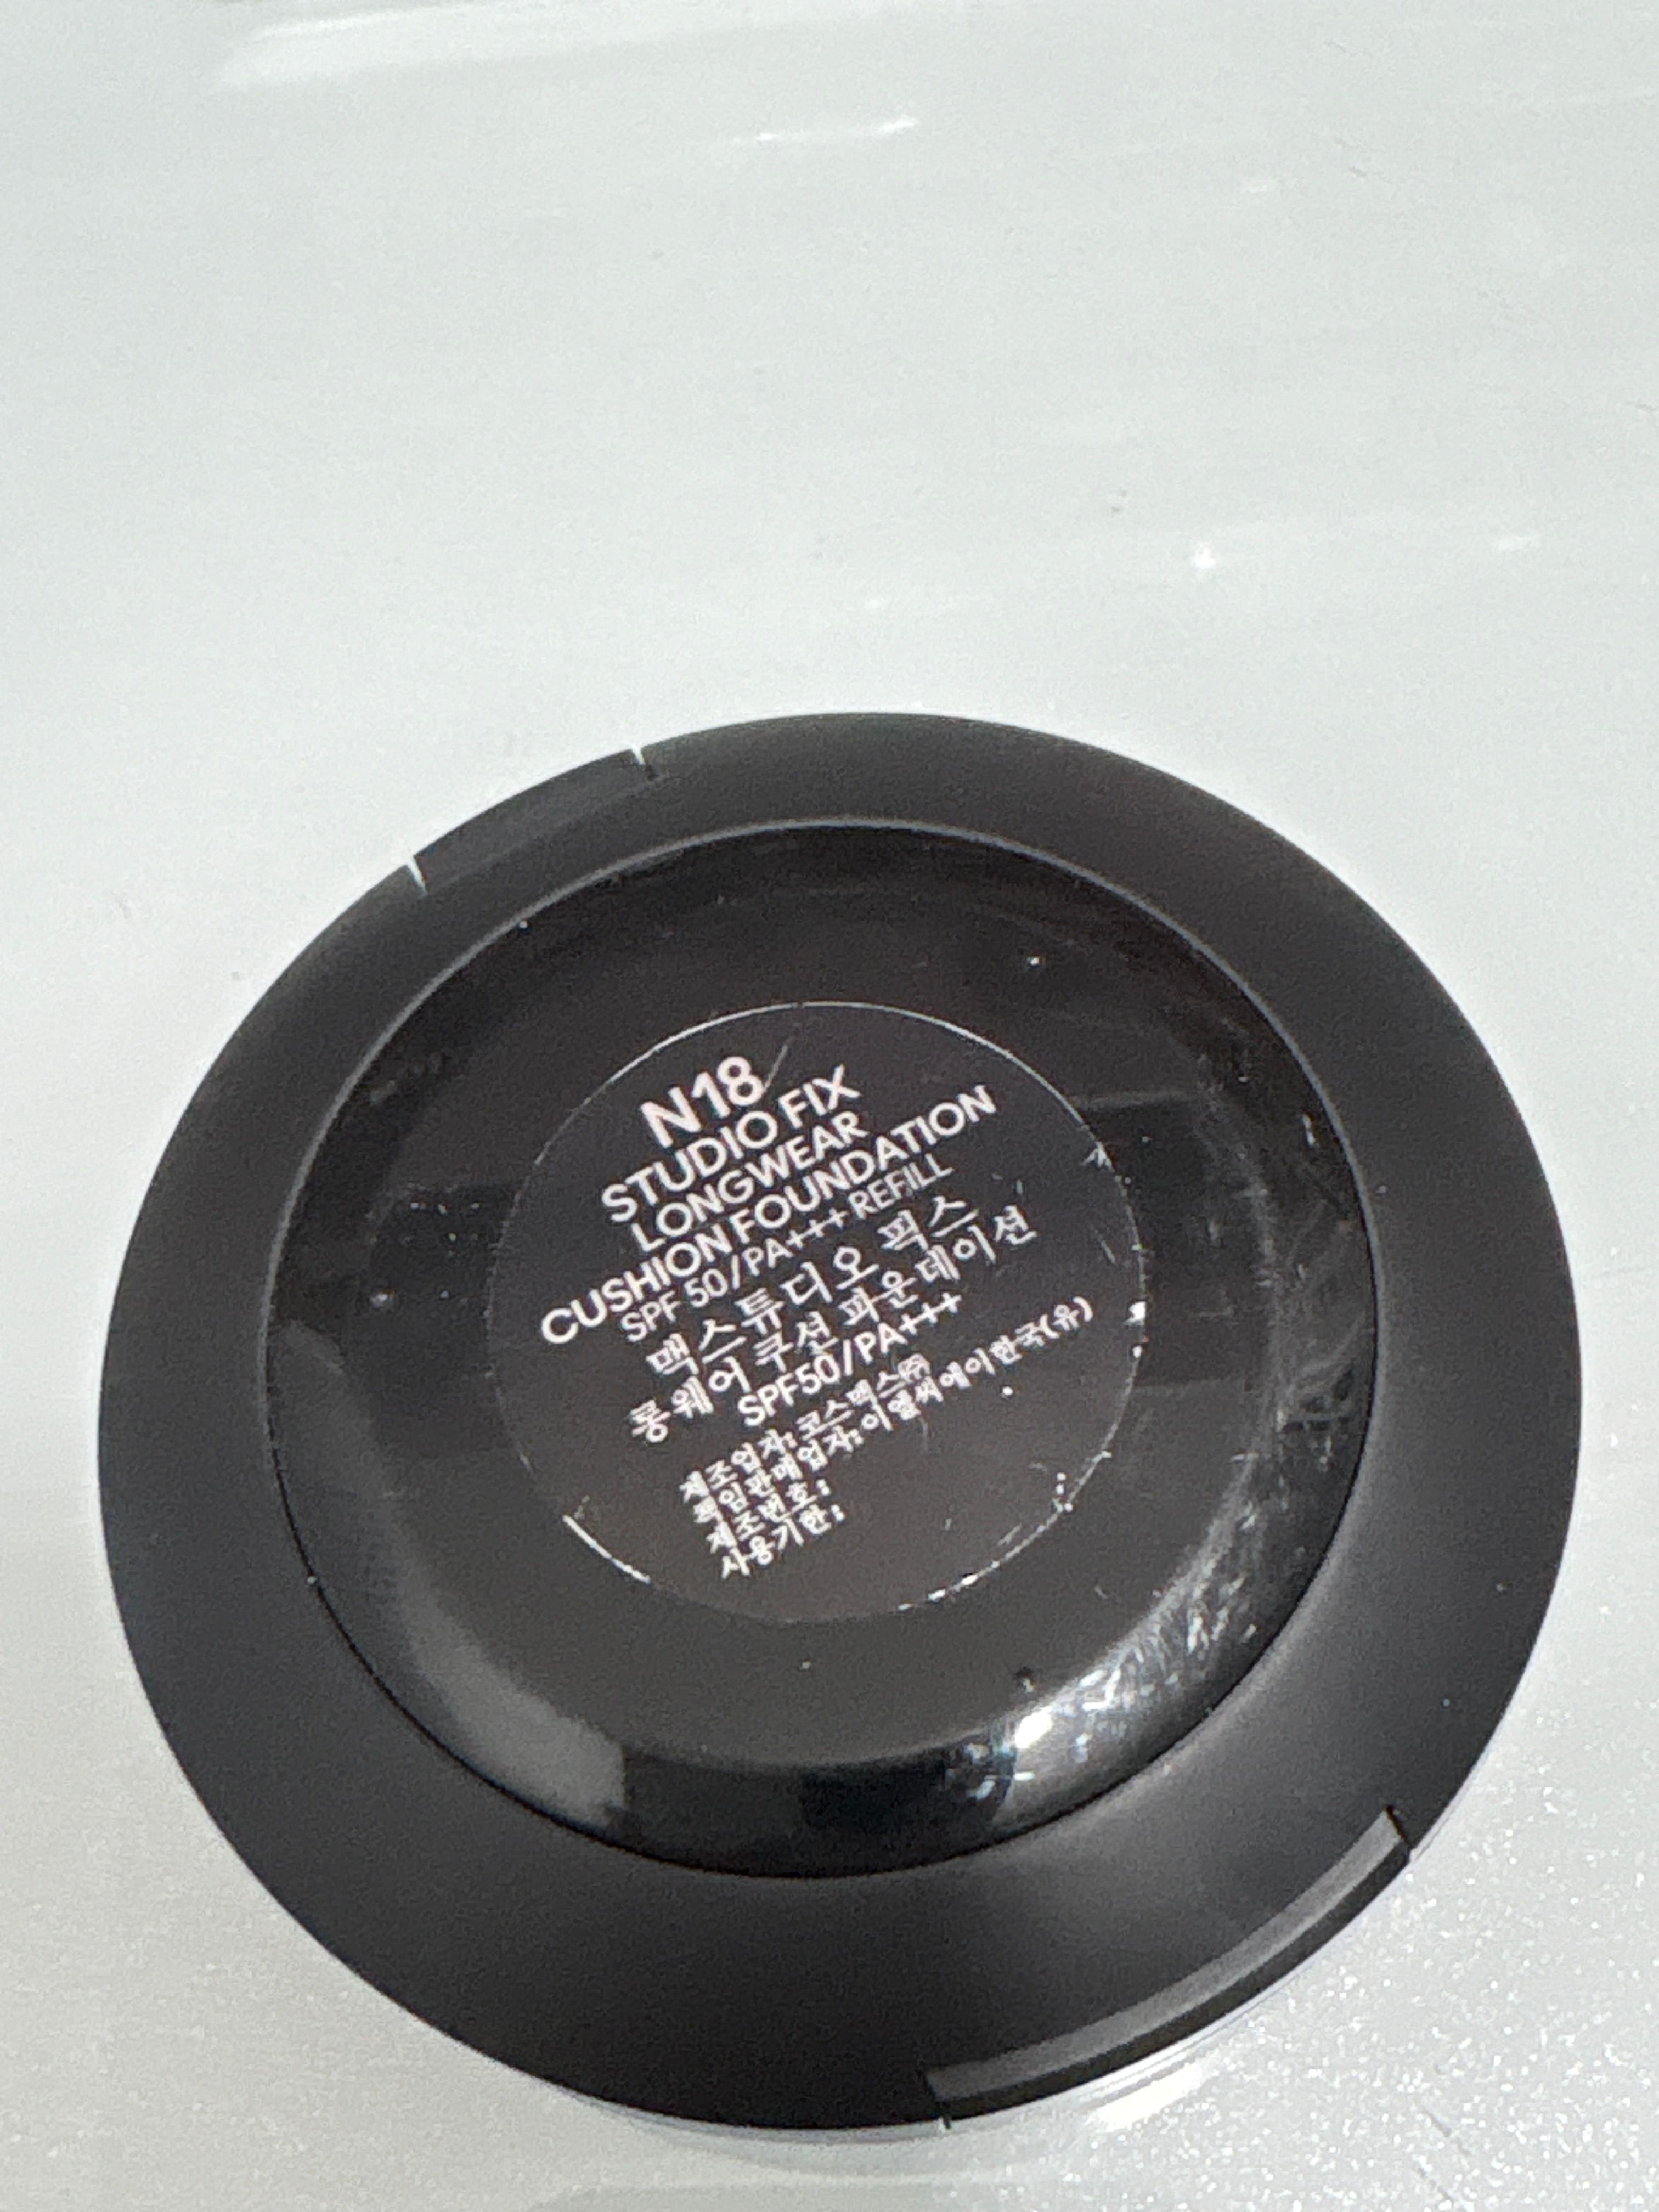 N18
STUDIO FIX
LONGWEAR
CUSHION FOUNDATION
SPF 50/PA+++ REFILL
맥 스튜디오 픽스
롱웨어 쿠션 파운데이션
SPF50/PA+++
제조업자:코스맥스㈜
책임판매업자:이엘씨에이한국(유)
제조번호:
사용기한: